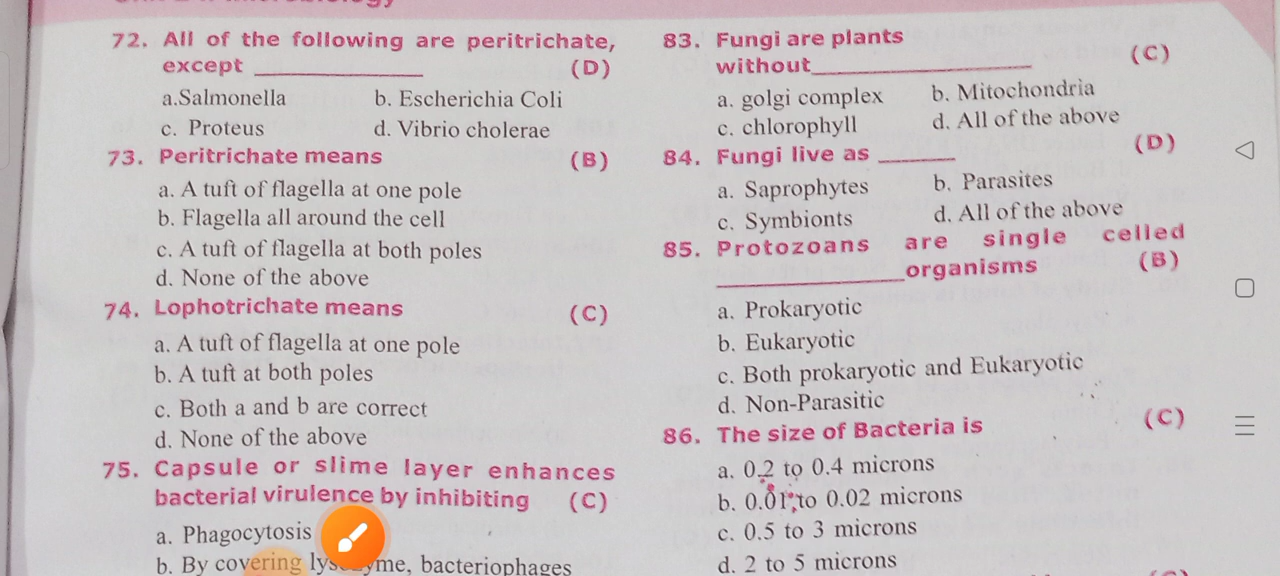 72. All of the following are peritrichate,
except ____________ (D)
a.Salmonella b. Escherichia Coli
c. Proteus d. Vibrio cholerae
73. Peritrichate means (B)
a. A tuft of flagella at one pole
b. Flagella all around the cell
c. A tuft of flagella at both poles
d. None of the above
74. Lophotrichate means (C)
a. A tuft of flagella at one pole
b. A tuft at both poles
c. Both a and b are correct
d. None of the above
75. Capsule or slime layer enhances
bacterial virulence by inhibiting (C)
a. Phagocytosis
b. By covering bacteriophages
83. Fungi are plants
without________________ (C)
a. golgi complex b. Mitochondria
c. chlorophyll d. All of the above
84. Fungi live as ______ (D)
a. Saprophytes b. Parasites
c. Symbionts d. All of the above
85. Protozoans are single celled
______________organisms (B)
a. Prokaryotic
b. Eukaryotic
c. Both prokaryotic and Eukaryotic
d. Non-Parasitic
86. The size of Bacteria is (C)
a. 0.2 to 0.4 microns
b. 0.01 to 0.02 microns
c. 0.5 to 3 microns
d. 2 to 5 microns